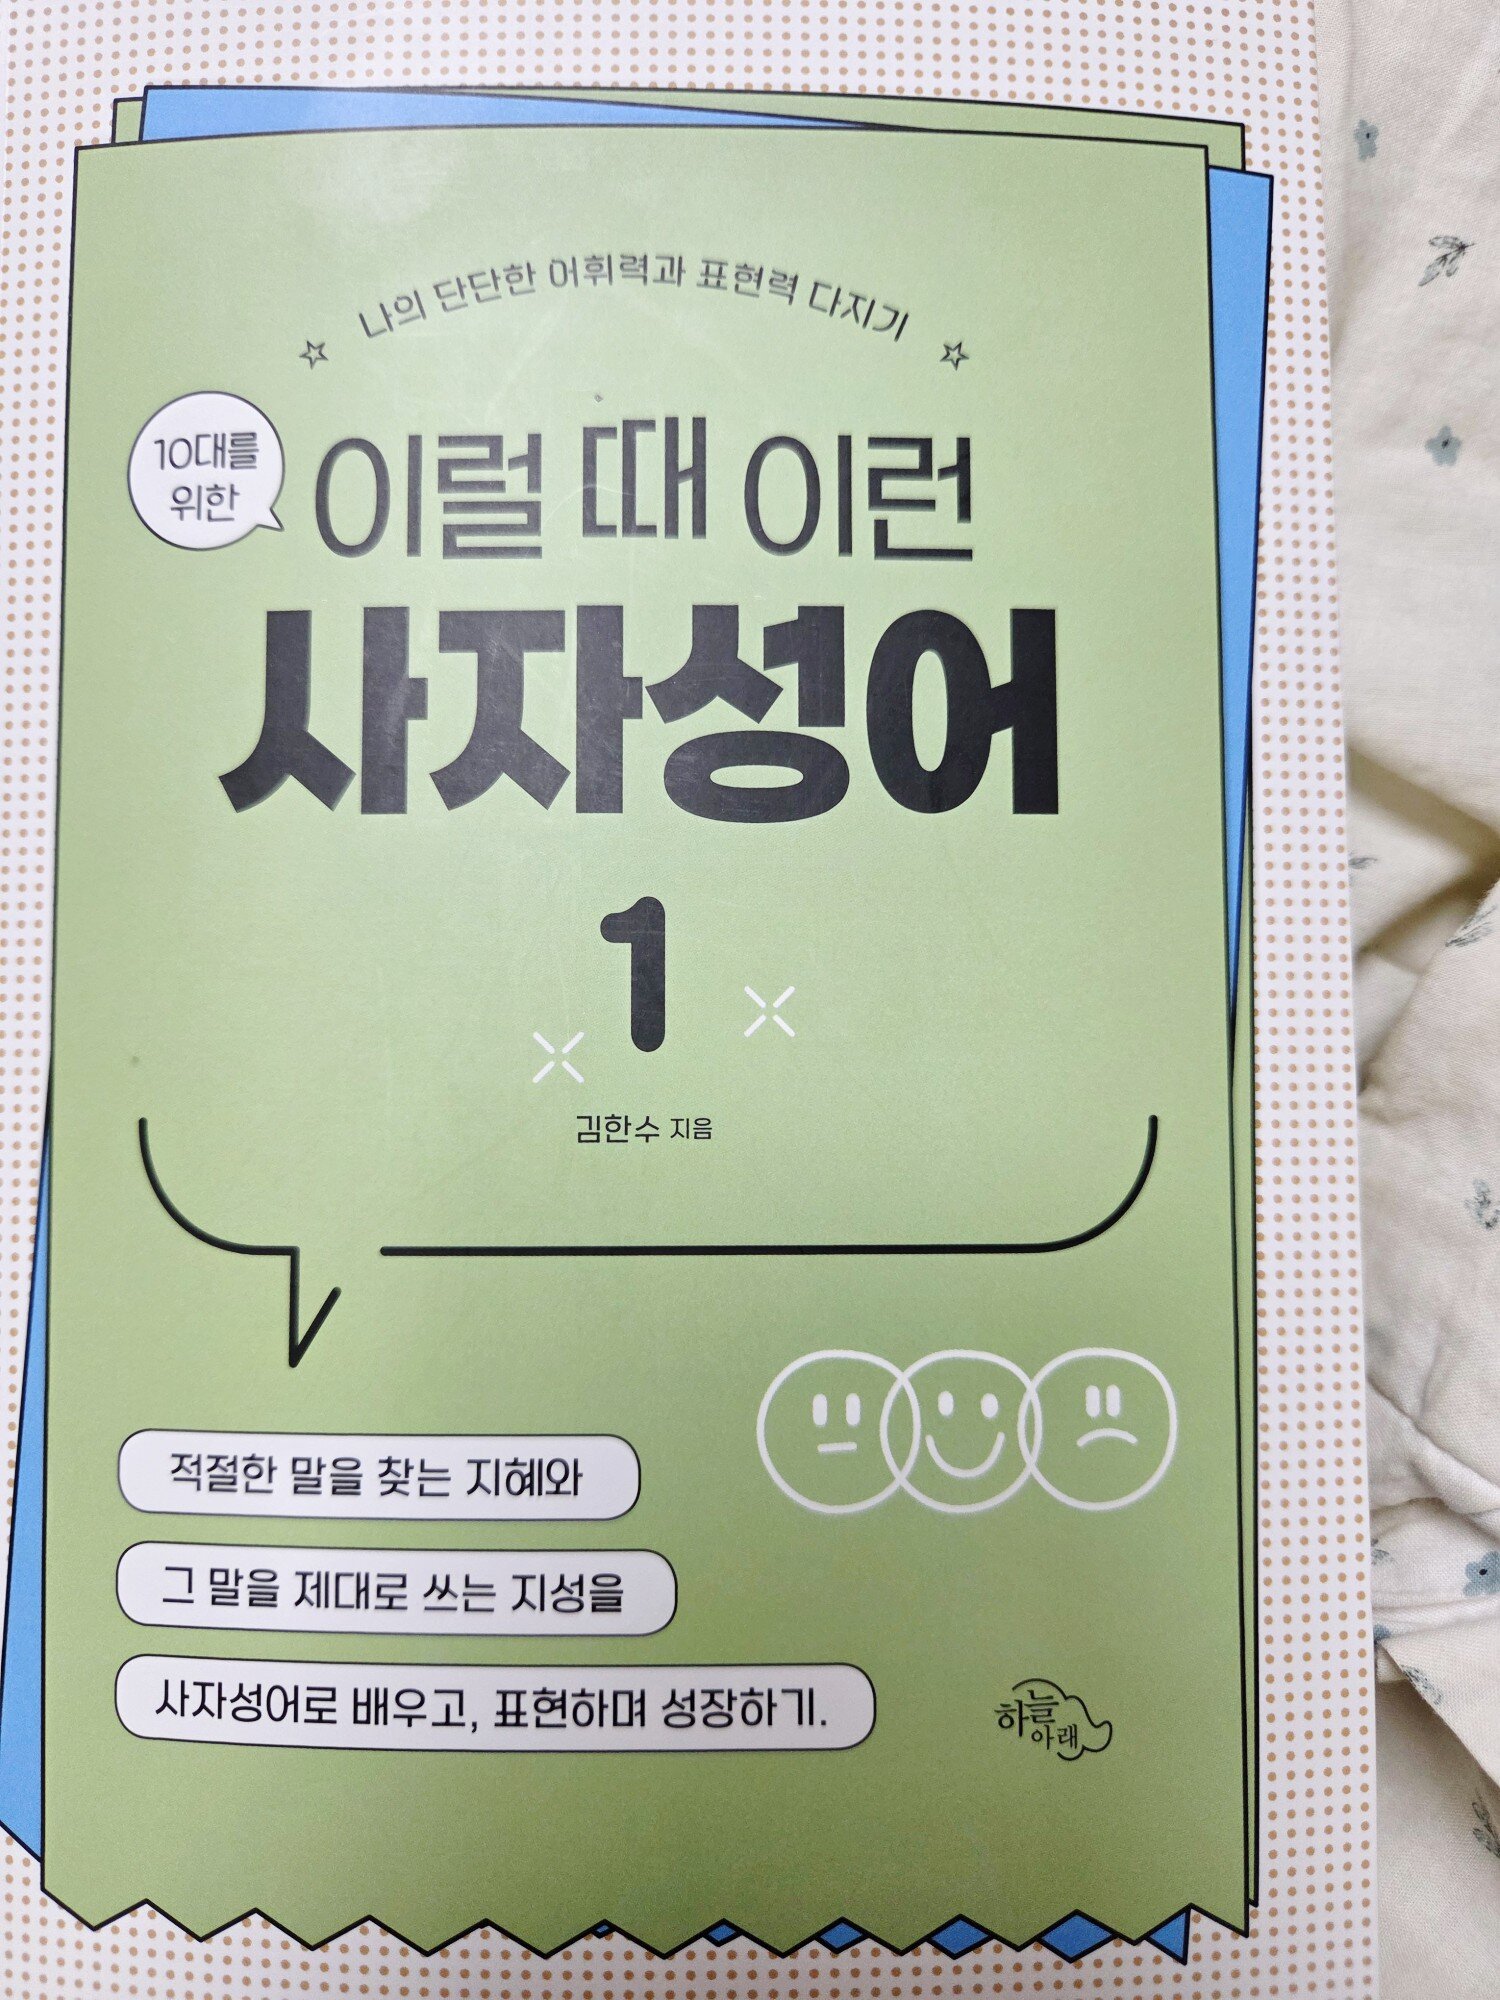 나의 단단한 어휘력과 표현력 다지기
10대를
위한
이럴 때 이런
사자성어
1
김한수 지음
적절한 말을 찾는 지혜와
그 말을 제대로 쓰는 지성을
사자성어로 배우고, 표현하며 성장하기.
하늘
아래